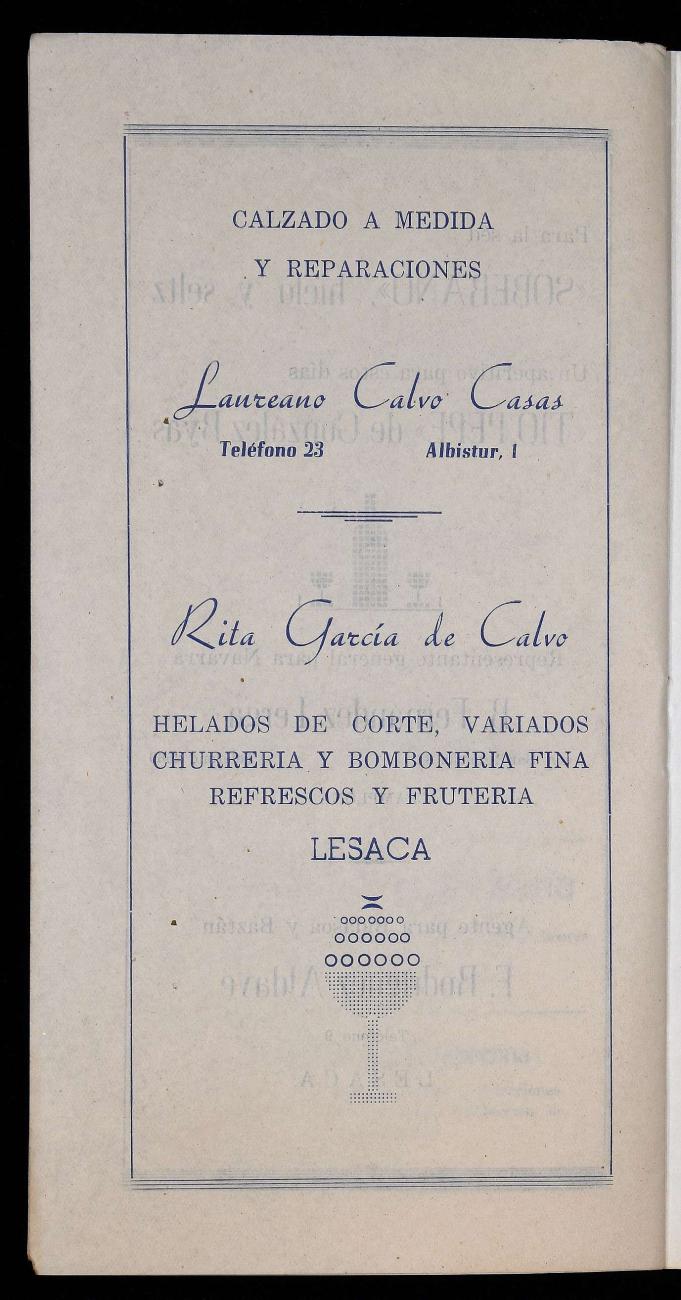 CALZADO A MEDIDA
Y REPARACIONES
Laureano Calvo Casas
Teléfono 23 Albistur, 1
Rita García de Calvo
HELADOS DE CORTE, VARIADOS
CHURRERIA Y BOMBONERIA FINA
REFRESCOS Y FRUTERIA
LESACA